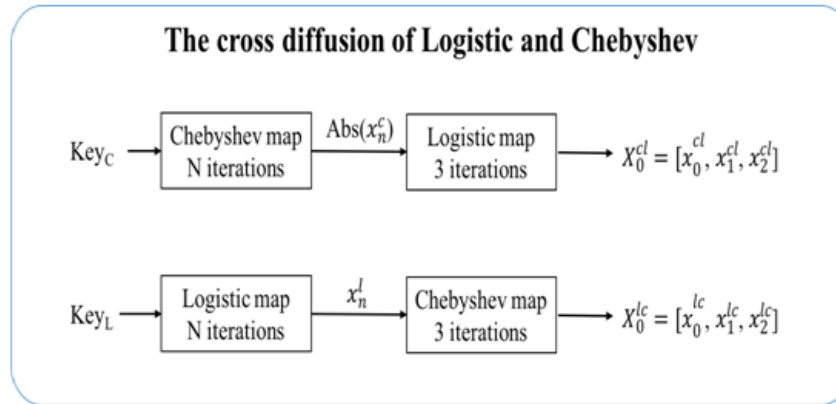 The cross diffusion of Logistic and Chebyshev
Key_C
Chebyshev map
N iterations
Abs(x_n^c)
Logistic map
3 iterations
X_0^{cl} = [x_0^{cl}, x_1^{cl}, x_2^{cl}]
Key_L
Logistic map
N iterations
x_n^l
Chebyshev map
3 iterations
X_0^{lc} = [x_0^{lc}, x_1^{lc}, x_2^{lc}]